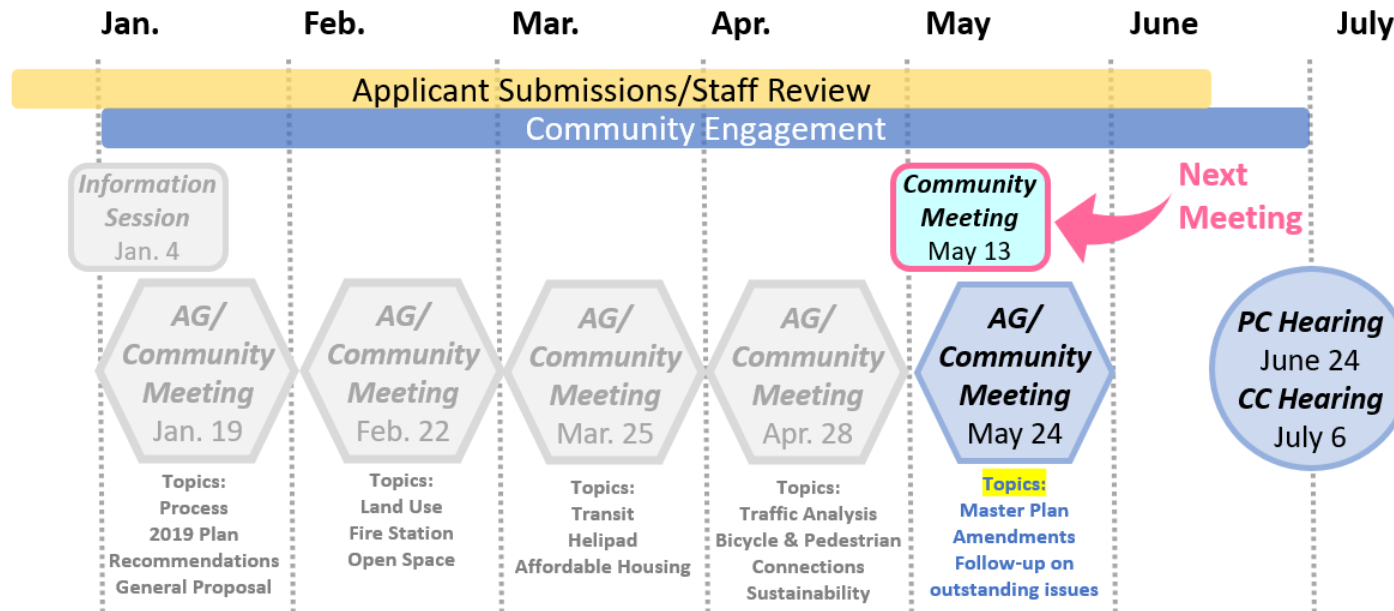 Jan.
Feb.
Mar.
Apr.
May
June
July
Applicant Submissions/Staff Review
Community Engagement
Information
Session
Jan. 4
Community
Meeting
May 13
Next
Meeting
AG/
Community
Meeting
Jan. 19
AG/
Community
Meeting
Feb. 22
AG/
Community
Meeting
Mar. 25
AG/
Community
Meeting
Apr. 28
AG/
Community
Meeting
May 24
PC Hearing
June 24
CC Hearing
July 6
Topics:
Process
2019 Plan
Recommendations
General Proposal
Topics:
Land Use
Fire Station
Open Space
Topics:
Transit
Helipad
Affordable Housing
Topics:
Traffic Analysis
Bicycle & Pedestrian
Connections
Sustainability
Topics:
Master Plan
Amendments
Follow-up on
outstanding issues